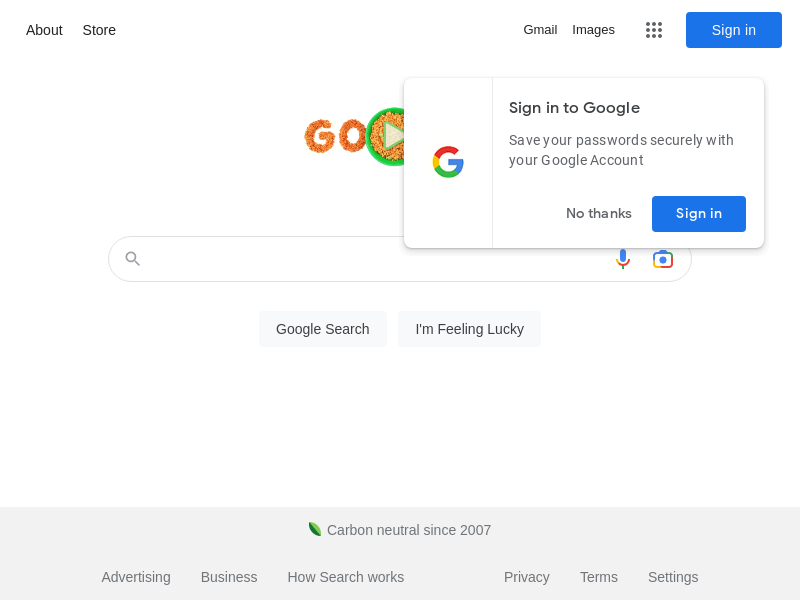 About
Store
Gmail
Images
Sign in
Sign in to Google
Save your passwords securely with
your Google Account
No thanks
Sign in
GO
Google Search
I'm Feeling Lucky
Carbon neutral since 2007
Advertising
Business
How Search works
Privacy
Terms
Settings